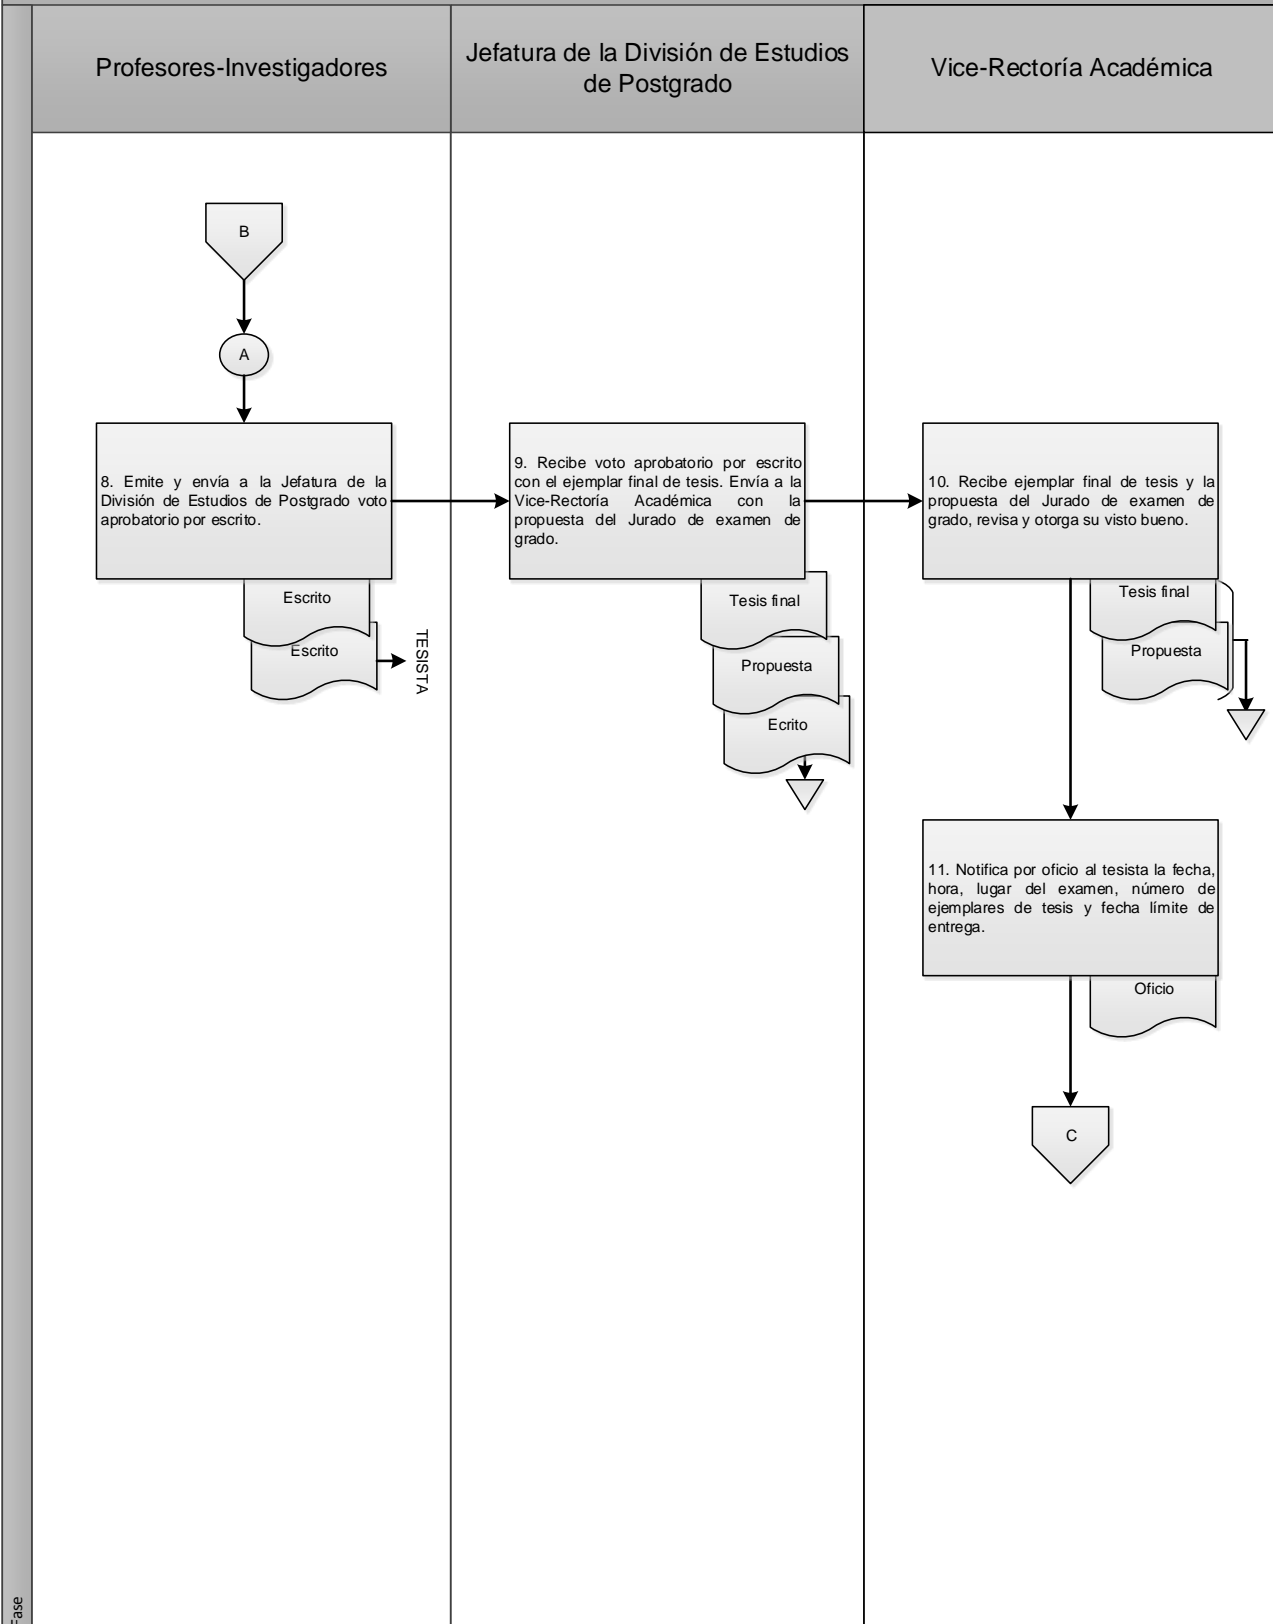 Profesores-Investigadores
Jefatura de la División de Estudios
de Postgrado
Vice-Rectoría Académica
B
A
8. Emite y envía a la Jefatura de la
División de Estudios de Postgrado voto
aprobatorio por escrito.
Escrito
Escrito
TESISTA
9. Recibe voto aprobatorio por escrito
con el ejemplar final de tesis. Envía a la
Vice-Rectoría Académica con la
propuesta del Jurado de examen de
grado.
Tesis final
Propuesta
Ecrito
10. Recibe ejemplar final de tesis y la
propuesta del Jurado de examen de
grado, revisa y otorga su visto bueno.
Tesis final
Propuesta
11. Notifica por oficio al tesista la fecha,
hora, lugar del examen, número de
ejemplares de tesis y fecha límite de
entrega.
Oficio
C
Fase